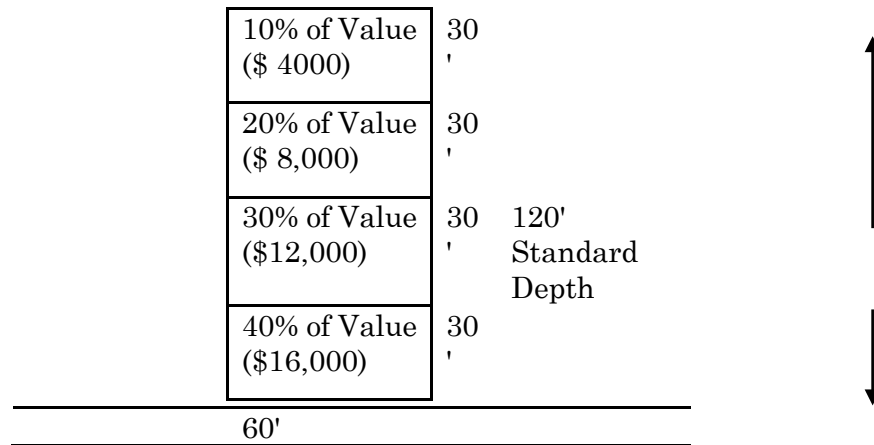 10% of Value 30
($ 4000) '
20% of Value 30
($ 8,000) '
30% of Value 30 120'
($12,000) ' Standard
Depth
40% of Value 30
($16,000) '
60'